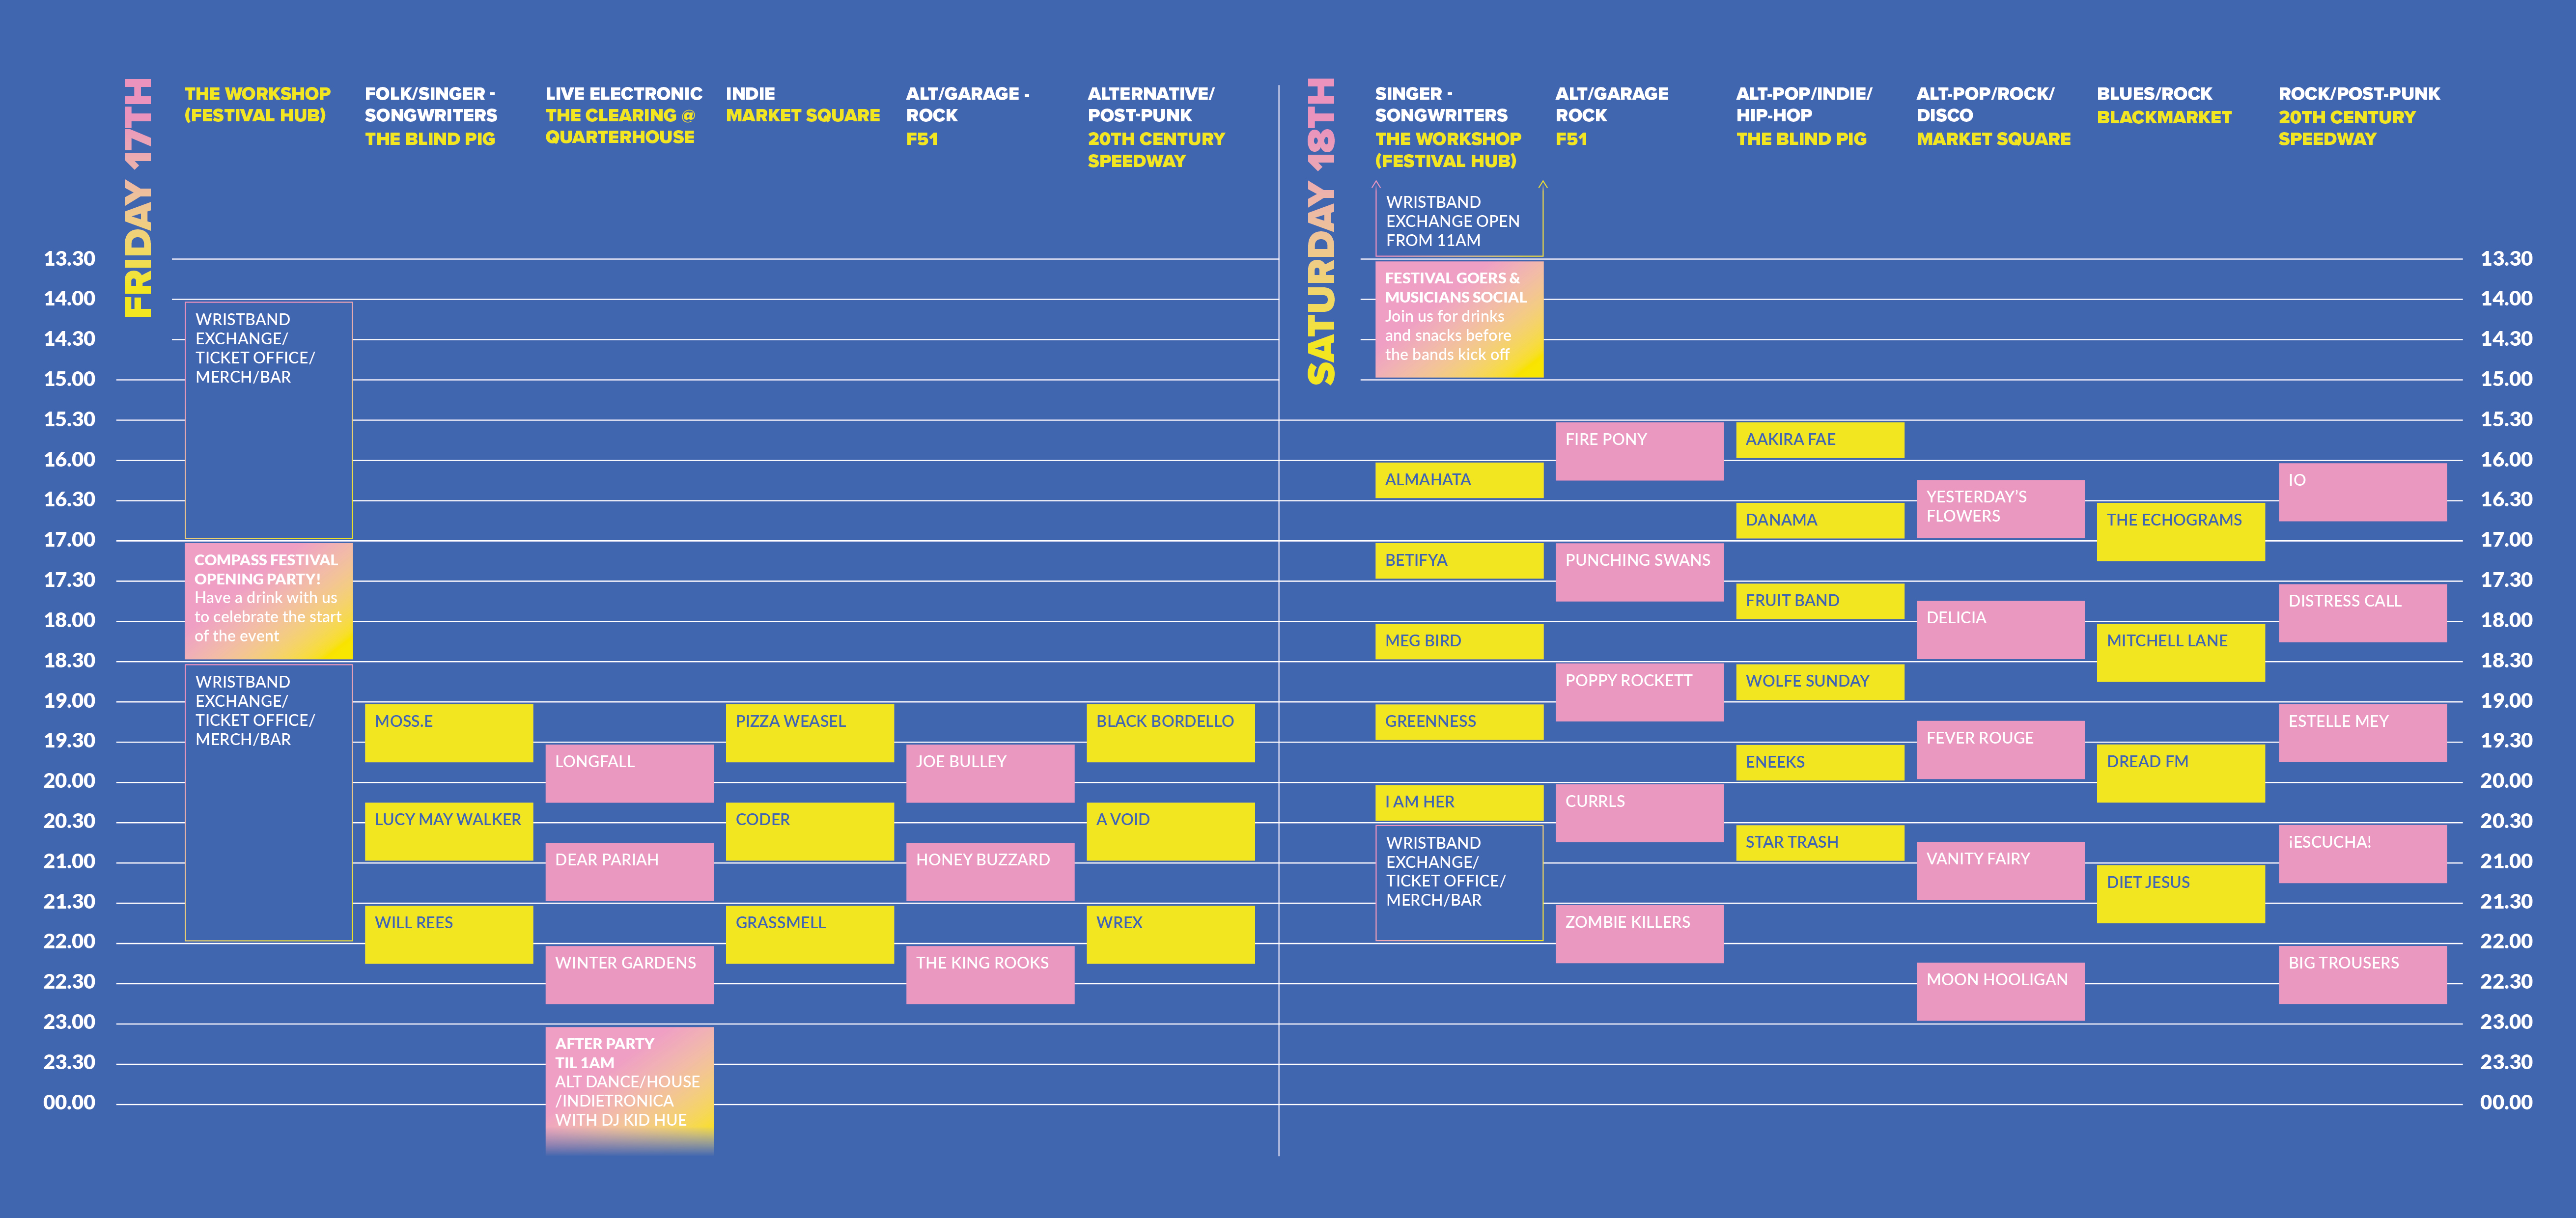 FRIDAY 17TH
THE WORKSHOP
(FESTIVAL HUB)
FOLK/SINGER -
SONGWRITERS
THE BLIND PIG
LIVE ELECTRONIC
THE CLEARING @
QUARTERHOUSE
INDIE
MARKET SQUARE
ALT/GARAGE -
ROCK
F51
ALTERNATIVE/
POST-PUNK
20TH CENTURY
SPEEDWAY
13.30
14.00
14.30
15.00
15.30
16.00
16.30
17.00
17.30
18.00
18.30
19.00
19.30
20.00
20.30
21.00
21.30
22.00
22.30
23.00
23.30
00.00
WRISTBAND
EXCHANGE/
TICKET OFFICE/
MERCH/BAR
COMPASS FESTIVAL
OPENING PARTY!
Have a drink with us
to celebrate the start
of the event
WRISTBAND
EXCHANGE/
TICKET OFFICE/
MERCH/BAR
MOSS.E
LUCY MAY WALKER
WILL REES
LONGFALL
DEAR PARIAH
WINTER GARDENS
AFTER PARTY
TIL 1AM
ALT DANCE/HOUSE
/INDIETRONICA
WITH DJ KID HUE
PIZZA WEASEL
CODER
GRASSMELL
JOE BULLEY
HONEY BUZZARD
THE KING ROOKS
BLACK BORDELLO
A VOID
WREX
SATURDAY 18TH
SINGER -
SONGWRITERS
THE WORKSHOP
(FESTIVAL HUB)
ALT/GARAGE
ROCK
F51
ALT-POP/INDIE/
HIP-HOP
THE BLIND PIG
ALT-POP/ROCK/
DISCO
MARKET SQUARE
BLUES/ROCK
BLACKMARKET
ROCK/POST-PUNK
20TH CENTURY
SPEEDWAY
WRISTBAND
EXCHANGE OPEN
FROM 11AM
FESTIVAL GOERS &
MUSICIANS SOCIAL
Join us for drinks
and snacks before
the bands kick off
ALMAHATA
BETIFYA
MEG BIRD
GREENNESS
I AM HER
WRISTBAND
EXCHANGE/
TICKET OFFICE/
MERCH/BAR
FIRE PONY
PUNCHING SWANS
POPPY ROCKETT
CURRLS
ZOMBIE KILLERS
AAKIRA FAE
DANAMA
FRUIT BAND
WOLFE SUNDAY
ENEEKS
STAR TRASH
YESTERDAY'S
FLOWERS
DELICIA
FEVER ROUGE
VANITY FAIRY
MOON HOOLIGAN
THE ECHOGRAMS
MITCHELL LANE
DREAD FM
DIET JESUS
IO
DISTRESS CALL
ESTELLE MEY
¡ESCUCHA!
BIG TROUSERS
13.30
14.00
14.30
15.00
15.30
16.00
16.30
17.00
17.30
18.00
18.30
19.00
19.30
20.00
20.30
21.00
21.30
22.00
22.30
23.00
23.30
00.00